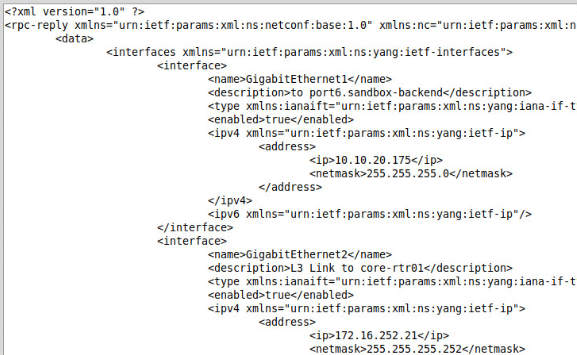 <?xml version="1.0" ?>
<rpc-reply xmlns="urn:ietf:params:xml:ns:netconf:base:1.0" xmlns:nc="urn:ietf:params:xml:n
<data>
<interfaces xmlns="urn:ietf:params:xml:ns:yang:ietf-interfaces">
<interface>
<name>GigabitEthernet1</name>
<description>to port6.sandbox-backend</description>
<type xmlns:ianaift="urn:ietf:params:xml:ns:yang:iana-if-t
<enabled>true</enabled>
<ipv4 xmlns="urn:ietf:params:xml:ns:yang:ietf-ip">
<address>
<ip>10.10.20.175</ip>
<netmask>255.255.255.0</netmask>
</address>
</ipv4>
<ipv6 xmlns="urn:ietf:params:xml:ns:yang:ietf-ip"/>
</interface>
<interface>
<name>GigabitEthernet2</name>
<description>L3 Link to core-rtr01</description>
<type xmlns:ianaift="urn:ietf:params:xml:ns:yang:iana-if-t
<enabled>true</enabled>
<ipv4 xmlns="urn:ietf:params:xml:ns:yang:ietf-ip">
<address>
<ip>172.16.252.21</ip>
<netmask>255.255.255.252</netmask>